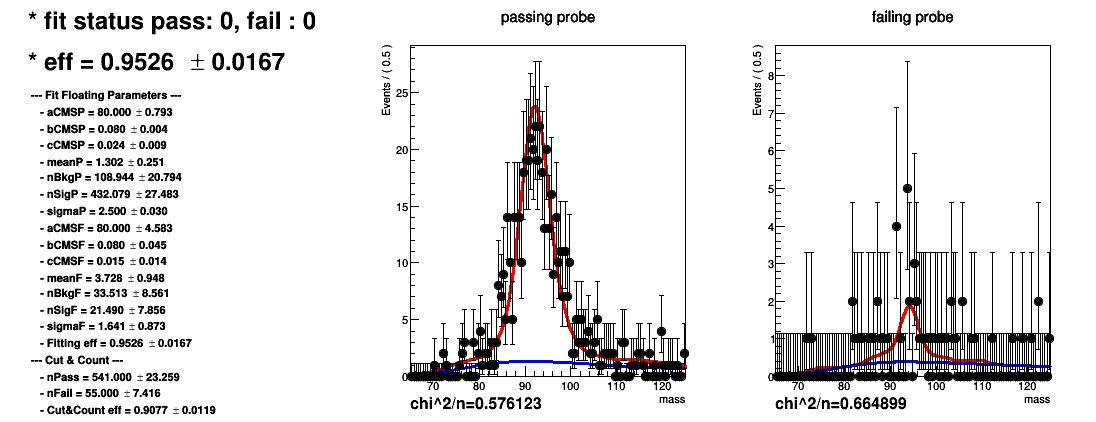 * fit status pass: 0, fail : 0
* eff = 0.9526 ± 0.0167
--- Fit Floating Parameters ---
- aCMSP = 80.000 ± 0.793
- bCMSP = 0.080 ± 0.004
- cCMSP = 0.024 ± 0.009
- meanP = 1.302 ± 0.251
- nBkgP = 108.944 ± 20.794
- nSigP = 432.079 ± 27.483
- sigmaP = 2.500 ± 0.030
- aCMSF = 80.000 ± 4.583
- bCMSF = 0.080 ± 0.045
- cCMSF = 0.015 ± 0.014
- meanF = 3.728 ± 0.948
- nBkgF = 33.513 ± 8.561
- nSigF = 21.490 ± 7.856
- sigmaF = 1.641 ± 0.873
- Fitting eff = 0.9526 ± 0.0167
--- Cut & Count ---
- nPass = 541.000 ± 23.259
- nFail = 55.000 ± 7.416
- Cut&Count eff = 0.9077 ± 0.0119
passing probe
Events / ( 0.5 )
25
20
15
10
5
0
70 80 90 100 110 120
mass
chi^2/n=0.576123
failing probe
Events / ( 0.5 )
8
7
6
5
4
3
2
1
0
70 80 90 100 110 120
mass
chi^2/n=0.664899